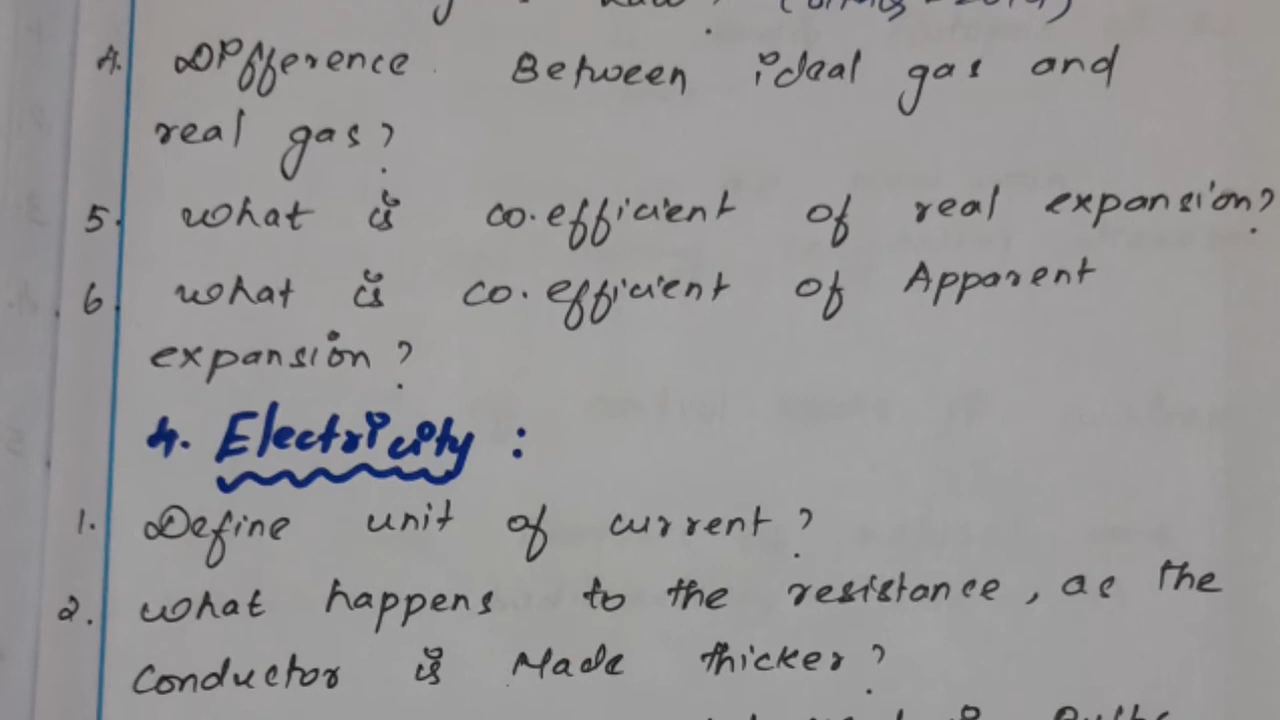 4. Difference Between ideal gas and
real gas?
5. what is co.efficient of real expansion?
6. what is co.efficient of Apparent
expansion?
4. Electricity :
1. Define unit of current?
2. what happens to the resistance, as the
conductor is Made thicker?